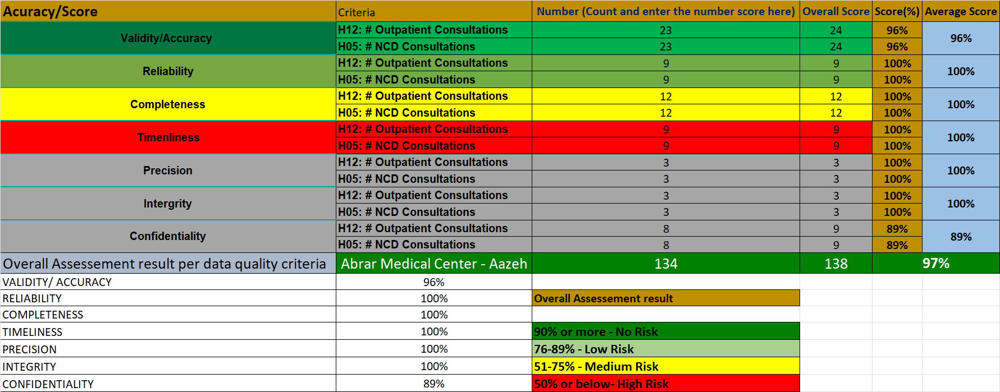 Acuracy/Score Criteria Number (Count and enter the number score here) Overall Score Score(%) Average Score
Validity/Accuracy H12: # Outpatient Consultations 23 24 96% 96%
H05: # NCD Consultations 23 24 96%
Reliability H12: # Outpatient Consultations 9 9 100% 100%
H05: # NCD Consultations 9 9 100%
Completeness H12: # Outpatient Consultations 12 12 100% 100%
H05: # NCD Consultations 12 12 100%
Timenliness H12: # Outpatient Consultations 9 9 100% 100%
H05: # NCD Consultations 9 9 100%
Precision H12: # Outpatient Consultations 3 3 100% 100%
H05: # NCD Consultations 3 3 100%
Intergrity H12: # Outpatient Consultations 3 3 100% 100%
H05: # NCD Consultations 3 3 100%
Confidentiality H12: # Outpatient Consultations 8 9 89% 89%
H05: # NCD Consultations 8 9 89%
Overall Assessement result per data quality criteria Abrar Medical Center - Aazeh 134 138 97%
VALIDITY/ ACCURACY 96%
RELIABILITY 100% Overall Assessement result
COMPLETENESS 100%
TIMELINESS 100% 90% or more - No Risk
PRECISION 100% 76-89% - Low Risk
INTEGRITY 100% 51-75% - Medium Risk
CONFIDENTIALITY 89% 50% or below- High Risk